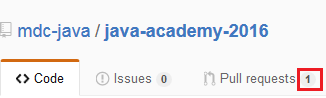 mdc-java / java-academy-2016
Code Issues 0 Pull requests 1